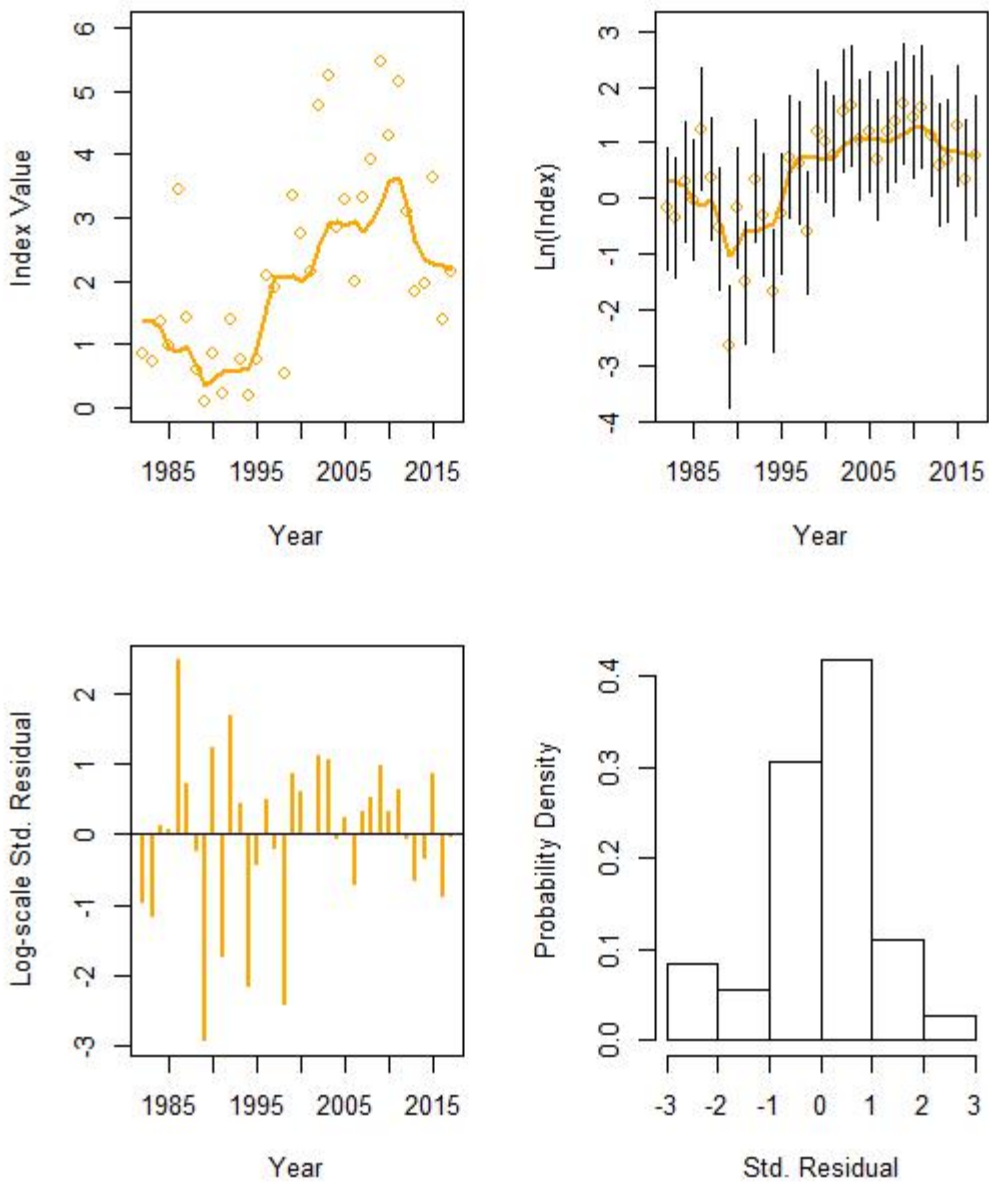 Index Value
6
5
4
3
2
1
0
1985 1995 2005 2015
Year
Ln(Index)
3
2
1
0
-1
-2
-3
-4
1985 1995 2005 2015
Year
Log-scale Std. Residual
2
1
0
-1
-2
-3
1985 1995 2005 2015
Year
Probability Density
0.4
0.3
0.2
0.1
0.0
-3 -2 -1 0 1 2 3
Std. Residual